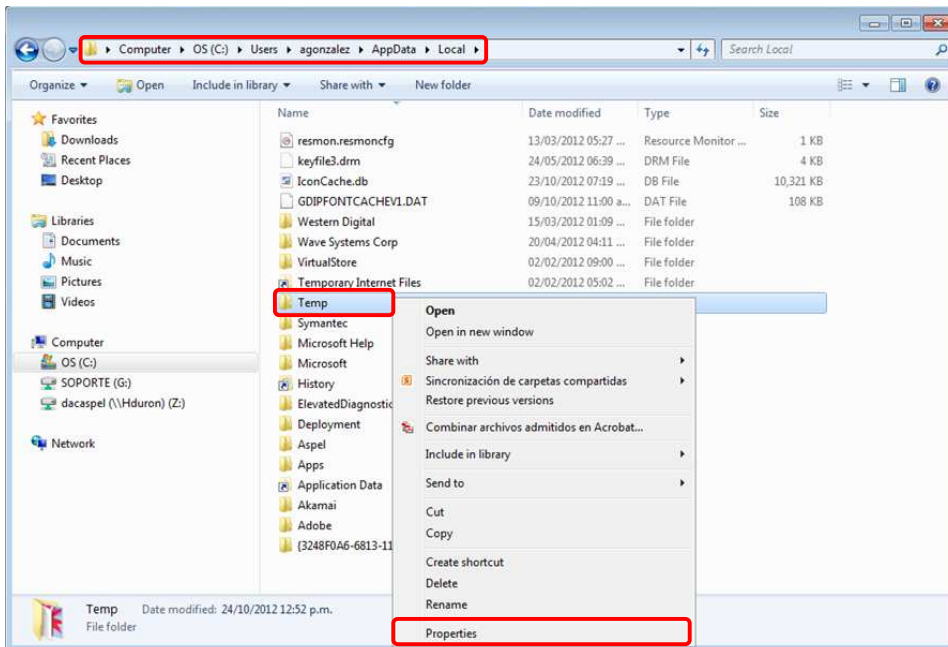 Computer ▸ OS (C:) ▸ Users ▸ agonzalez ▸ AppData ▸ Local ▸
Search Local
Organize Open Include in library Share with New folder
Name Date modified Type Size
Favorites
Downloads
Recent Places
Desktop
Libraries
Documents
Music
Pictures
Videos
Computer
OS (C:)
SOPORTE (G:)
dacaspel (\\Hduron) (Z:)
Network
resmon.resmoncfg 13/03/2012 05:27 ... Resource Monitor ... 1 KB
keyfile3.drm 24/05/2012 06:39 ... DRM File 4 KB
IconCache.db 23/10/2012 07:19 ... DB File 10,321 KB
GDIPFONTCACHEV1.DAT 09/10/2012 11:00 a... DAT File 108 KB
Western Digital 15/03/2012 01:09 ... File folder
Wave Systems Corp 20/04/2012 04:11 ... File folder
VirtualStore 02/02/2012 09:00 ... File folder
Temporary Internet Files 02/02/2012 05:02 ... File folder
Temp
Symantec
Microsoft Help
Microsoft
History
ElevatedDiagnostic
Deployment
Aspel
Apps
Application Data
Akamai
Adobe
{3248F0A6-6813-11
Open
Open in new window
Share with
Sincronización de carpetas compartidas
Restore previous versions
Combinar archivos admitidos en Acrobat...
Include in library
Send to
Cut
Copy
Create shortcut
Delete
Rename
Properties
Temp Date modified: 24/10/2012 12:52 p.m.
File folder